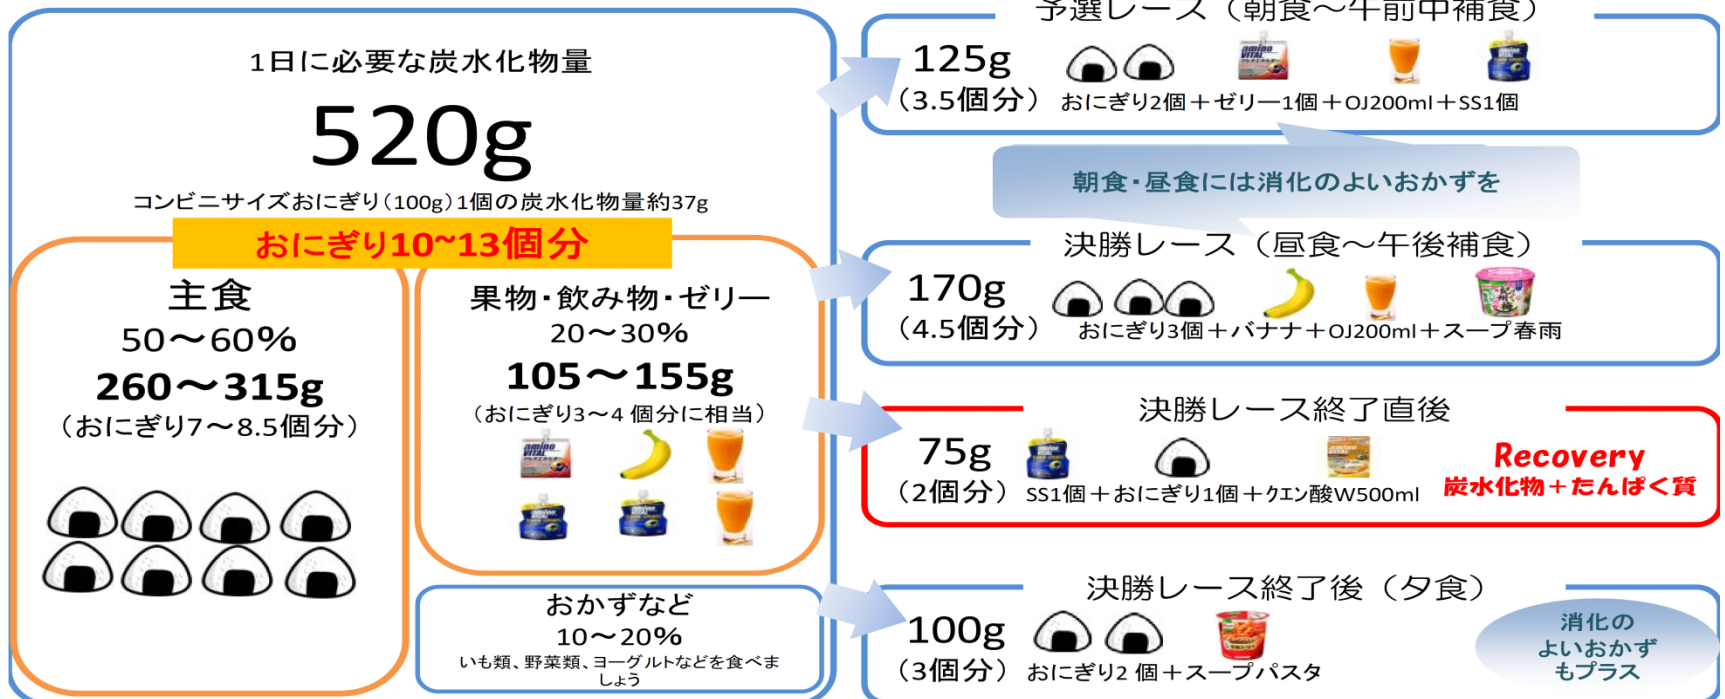 1日に必要な炭水化物量
520g
コンビニサイズおにぎり(100g)1個の炭水化物量約37g
おにぎり10~13個分
主食
50～60%
260～315g
(おにぎり7～8.5個分)
果物・飲み物・ゼリー
20～30%
105～155g
(おにぎり3～4 個分に相当)
amino
VITAL
おかずなど
10～20%
いも類、野菜類、ヨーグルトなどを食べま
しょう
予選レース（朝食～午前中補食）
125g
(3.5個分)
amino
VITAL
おにぎり2個＋ゼリー1個＋OJ200ml＋SS1個
朝食・昼食には消化のよいおかずを
決勝レース（昼食～午後補食）
170g
(4.5個分)
おにぎり3個＋バナナ＋OJ200ml＋スープ春雨
決勝レース終了直後
75g
(2個分)
SS1個＋おにぎり1個＋クエン酸W500ml
Recovery
炭水化物＋たんぱく質
決勝レース終了後（夕食）
100g
(3個分)
おにぎり2 個＋スープパスタ
消化の
よいおかず
もプラス